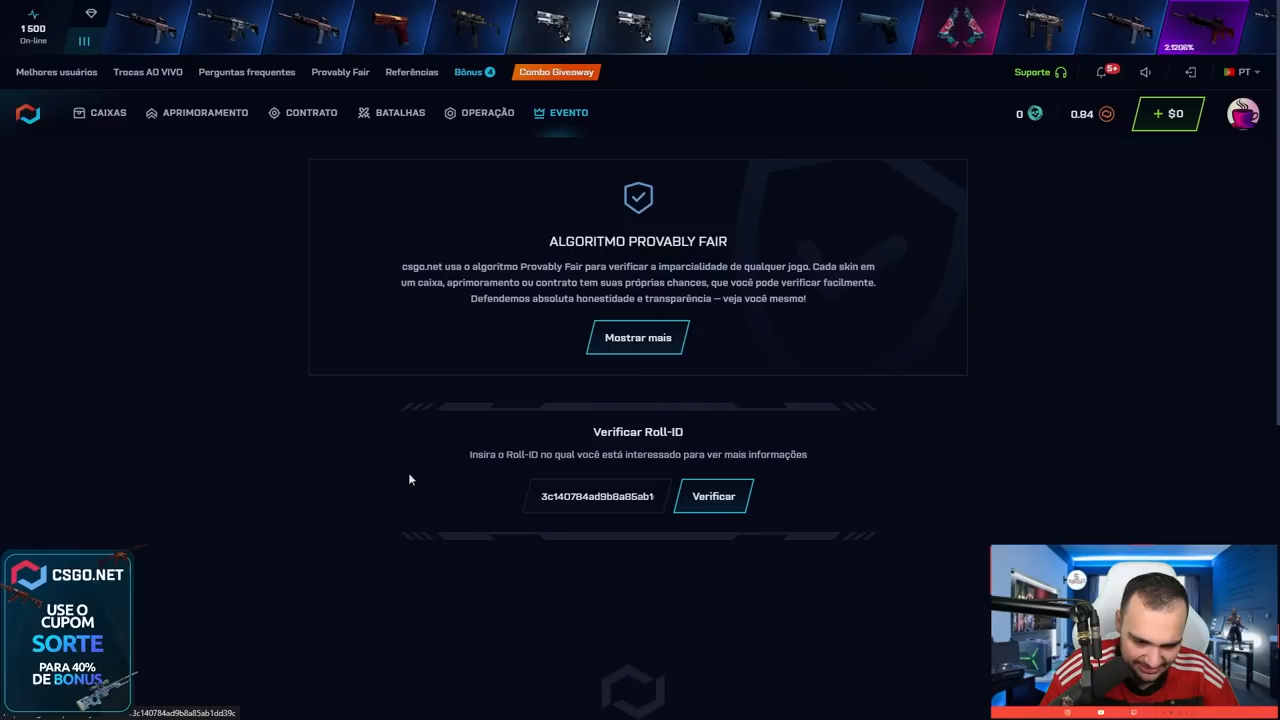 1 500
On-line
2.1206%
Melhores usuários
Trocas AO VIVO
Perguntas frequentes
Provably Fair
Referências
Bônus 4
Combo Giveaway
Suporte
5+
PT
CAIXAS
APRIMORAMENTO
CONTRATO
BATALHAS
OPERAÇÃO
EVENTO
0
0.84
+ $0
ALGORITMO PROVABLY FAIR
csgo.net usa o algoritmo Provably Fair para verificar a imparcialidade de qualquer jogo. Cada skin em
um caixa, aprimoramento ou contrato tem suas próprias chances, que você pode verificar facilmente.
Defendemos absoluta honestidade e transparência — veja você mesmo!
Mostrar mais
Verificar Roll-ID
Insira o Roll-ID no qual você está interessado para ver mais informações
3c140784ad9b8a85ab1
Verificar
CSGO.NET
USE O
CUPOM
SORTE
PARA 40%
DE BONUS
3c140784ad9b8a85ab1dd39c